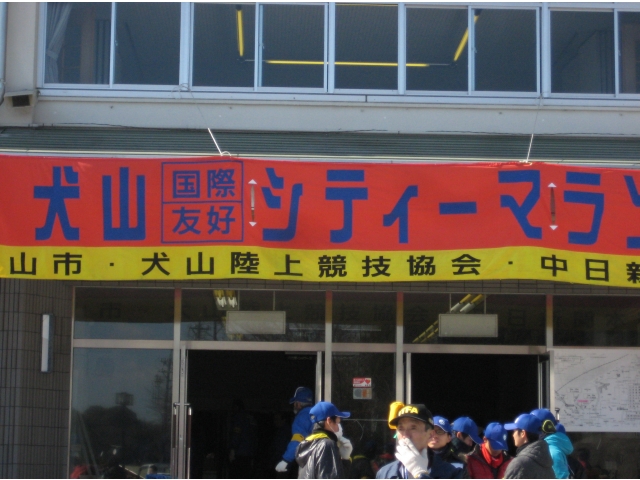 犬山国際友好シティーマラソ
山市・犬山陸上競技協会・中日新